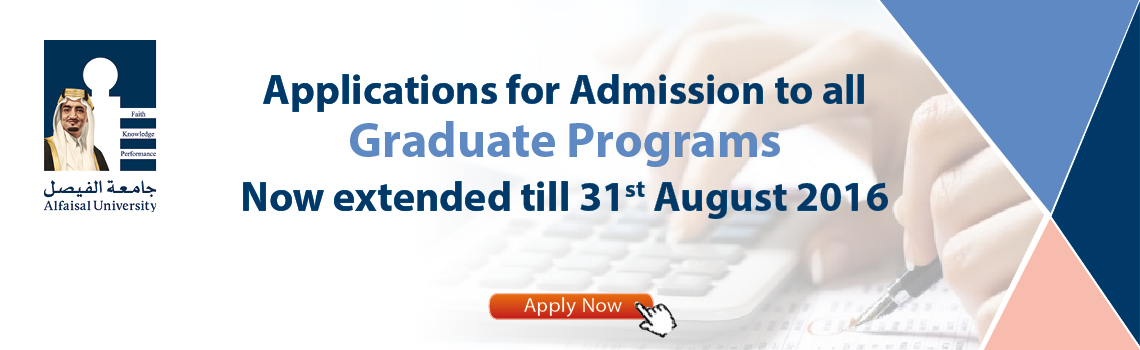 Faith
Knowledge
Performance
جامعة الفيصل
Alfaisal University
Applications for Admission to all
Graduate Programs
Now extended till 31st August 2016
Apply Now